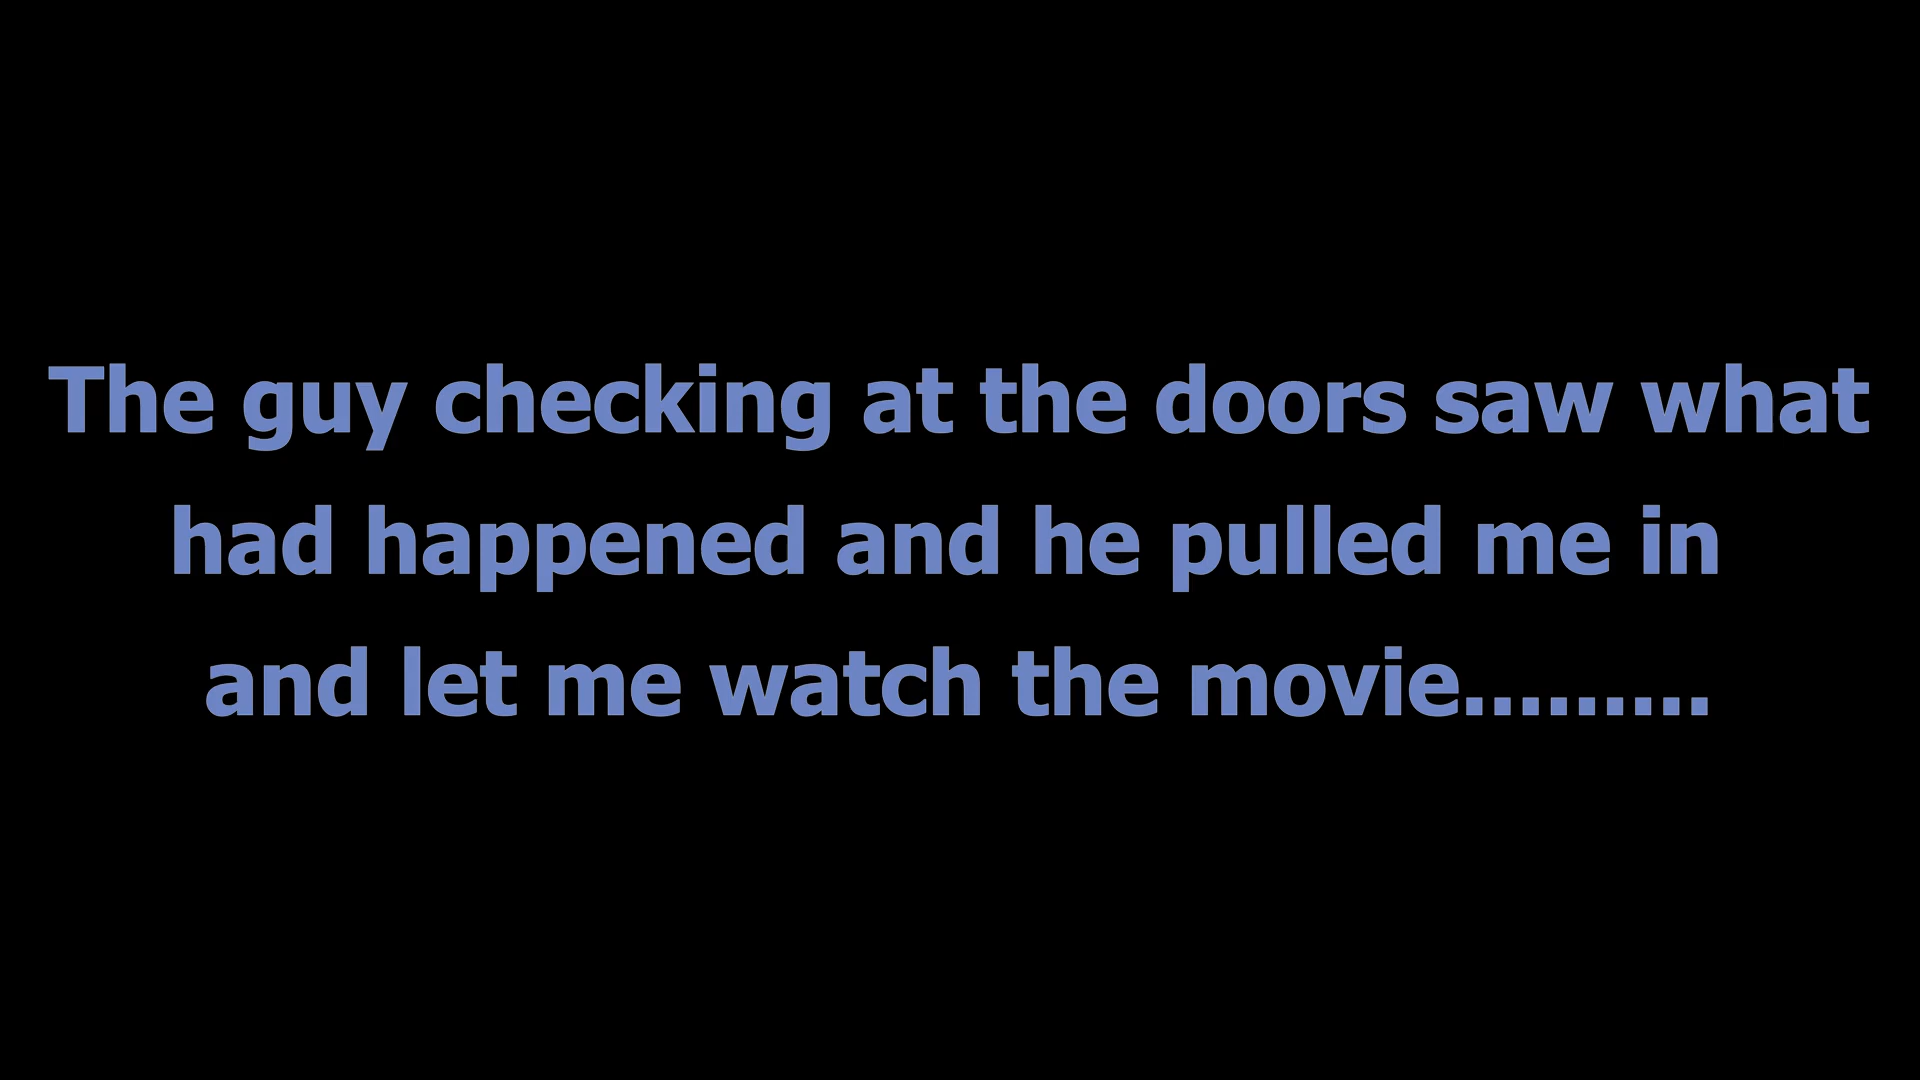 The guy checking at the doors saw what
had happened and he pulled me in
and let me watch the movie.........